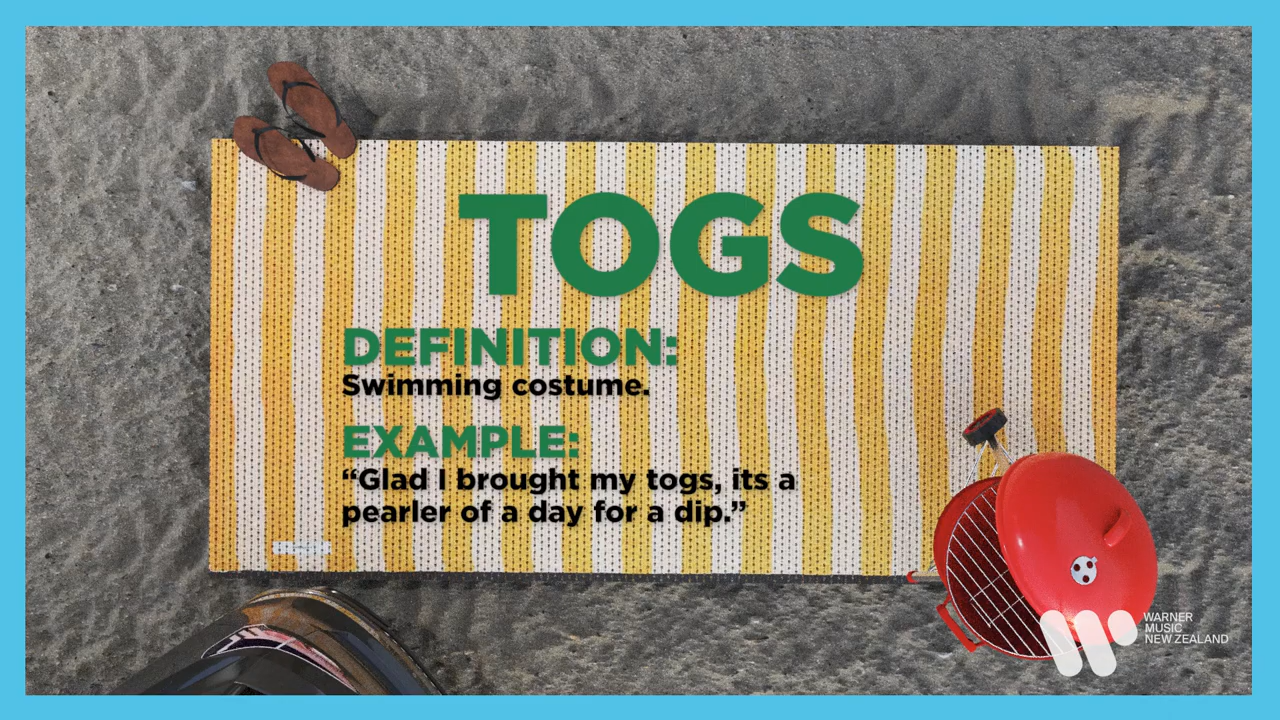 TOGS
DEFINITION:
Swimming costume.
EXAMPLE:
“Glad I brought my togs, its a
pearler of a day for a dip.”
WARNER
MUSIC
NEW ZEALAND